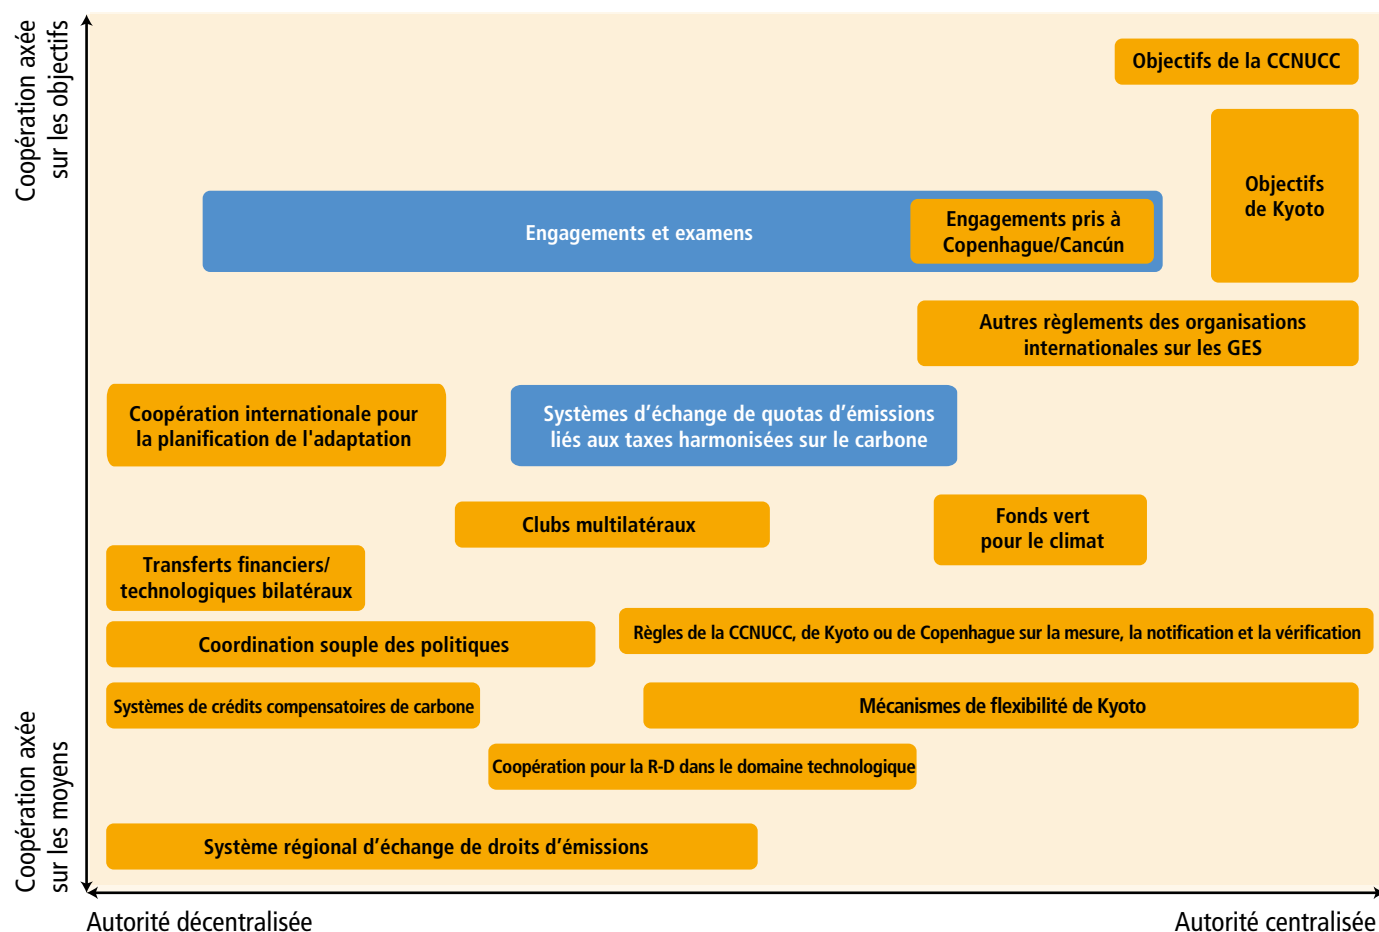 Coopération axée
sur les objectifs
Objectifs de la CCNUCC
Objectifs
de Kyoto
Engagements et examens
Engagements pris à
Copenhague/Cancún
Autres règlements des organisations
internationales sur les GES
Coopération internationale pour
la planification de l'adaptation
Systèmes d’échange de quotas d’émissions
liés aux taxes harmonisées sur le carbone
Clubs multilatéraux
Fonds vert
pour le climat
Transferts financiers/
technologiques bilatéraux
Coordination souple des politiques
Règles de la CCNUCC, de Kyoto ou de Copenhague sur la mesure, la notification et la vérification
Systèmes de crédits compensatoires de carbone
Mécanismes de flexibilité de Kyoto
Coopération pour la R-D dans le domaine technologique
Système régional d’échange de droits d’émissions
Coopération axée
sur les moyens
Autorité décentralisée
Autorité centralisée